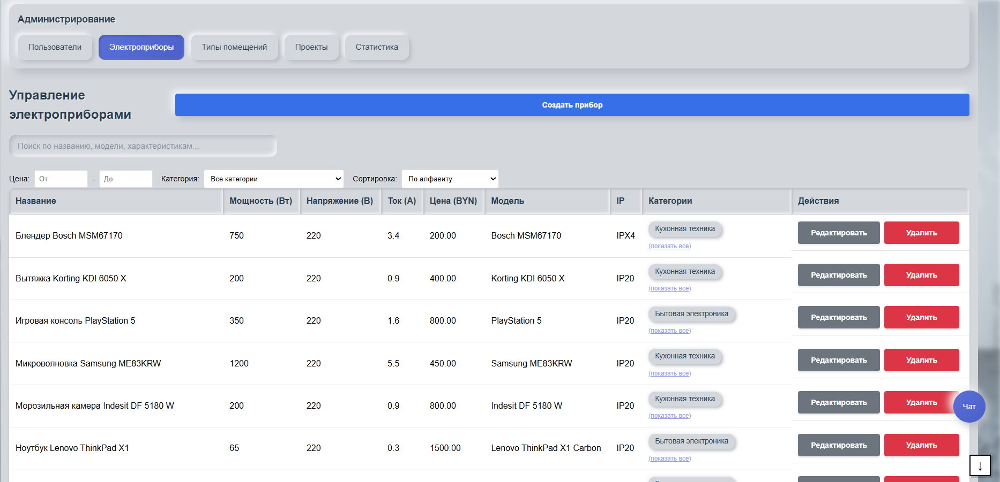 Администрирование
Пользователи Электроприборы Типы помещений Проекты Статистика
Управление
электроприборами
Создать прибор
Поиск по названию, модели, характеристикам...
Цена: От - До Категория: Все категории Сортировка: По алфавиту
Название Мощность (Вт) Напряжение (В) Ток (А) Цена (BYN) Модель IP Категории Действия
Блендер Bosch MSM67170 750 220 3.4 200.00 Bosch MSM67170 IPX4 Кухонная техника Редактировать Удалить
(показать все)
Вытяжка Korting KDI 6050 X 200 220 0.9 400.00 Korting KDI 6050 X IP20 Кухонная техника Редактировать Удалить
(показать все)
Игровая консоль PlayStation 5 350 220 1.6 800.00 PlayStation 5 IP20 Бытовая электроника Редактировать Удалить
(показать все)
Микроволновка Samsung ME83KRW 1200 220 5.5 450.00 Samsung ME83KRW IP20 Кухонная техника Редактировать Удалить
(показать все)
Морозильная камера Indesit DF 5180 W 200 220 0.9 800.00 Indesit DF 5180 W IP20 Кухонная техника Редактировать Удалить
Чат
(показать все)
Ноутбук Lenovo ThinkPad X1 65 220 0.3 1500.00 Lenovo ThinkPad X1 Carbon IP20 Бытовая электроника Редактировать Удалить
(показать все)
↓